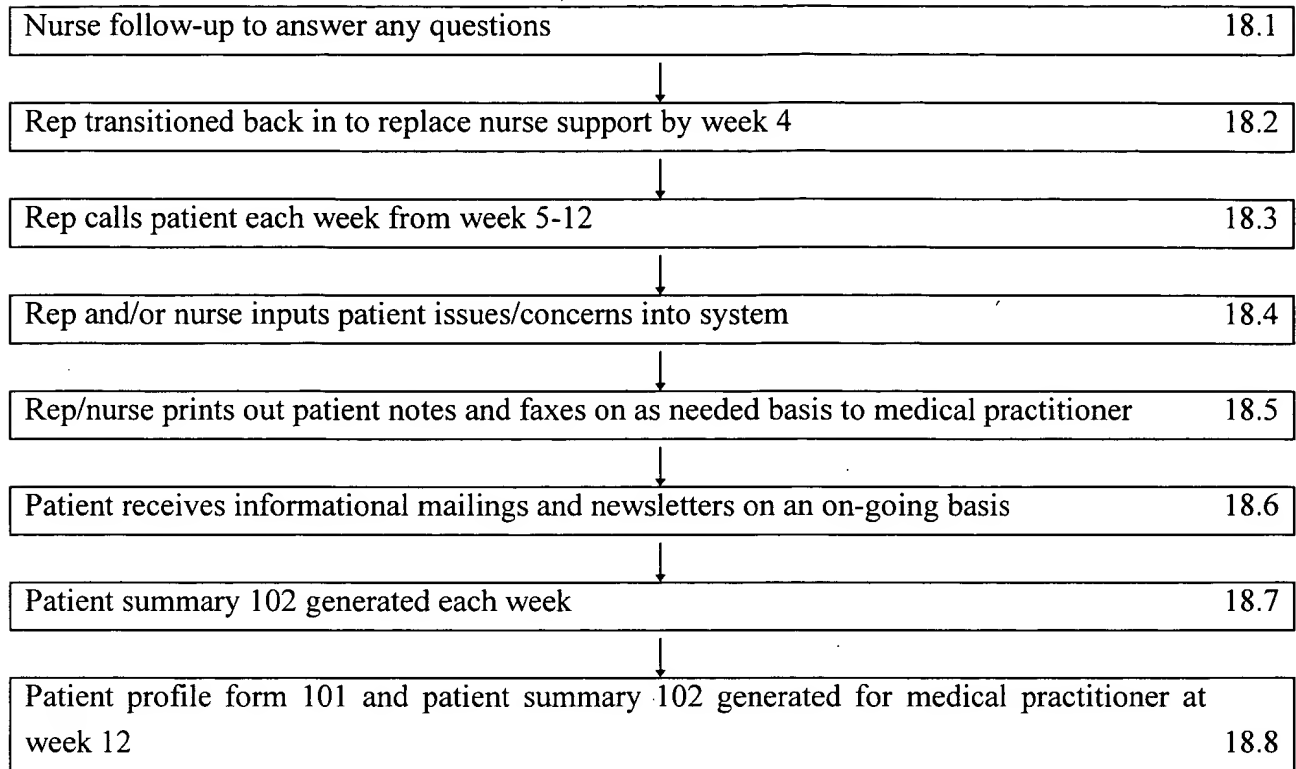 Nurse follow-up to answer any questions 18.1
Rep transitioned back in to replace nurse support by week 4 18.2
Rep calls patient each week from week 5-12 18.3
Rep and/or nurse inputs patient issues/concerns into system 18.4
Rep/nurse prints out patient notes and faxes on as needed basis to medical practitioner 18.5
Patient receives informational mailings and newsletters on an on-going basis 18.6
Patient summary 102 generated each week 18.7
Patient profile form 101 and patient summary 102 generated for medical practitioner at
week 12 18.8